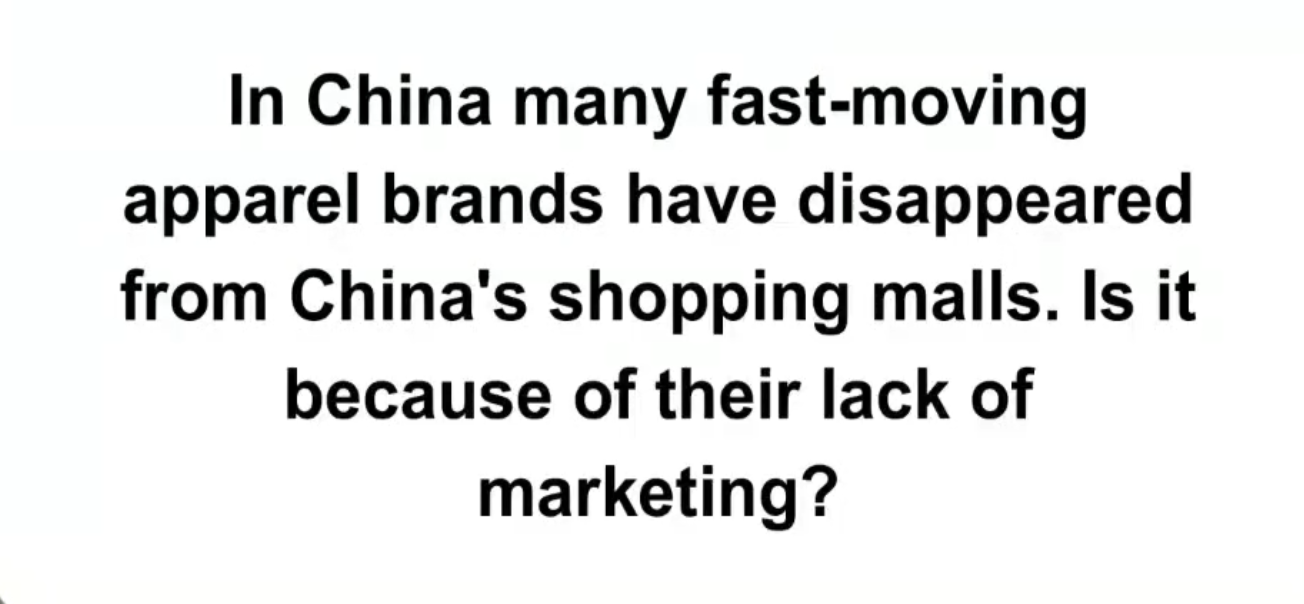 In China many fast-moving
apparel brands have disappeared
from China's shopping malls. Is it
because of their lack of
marketing?